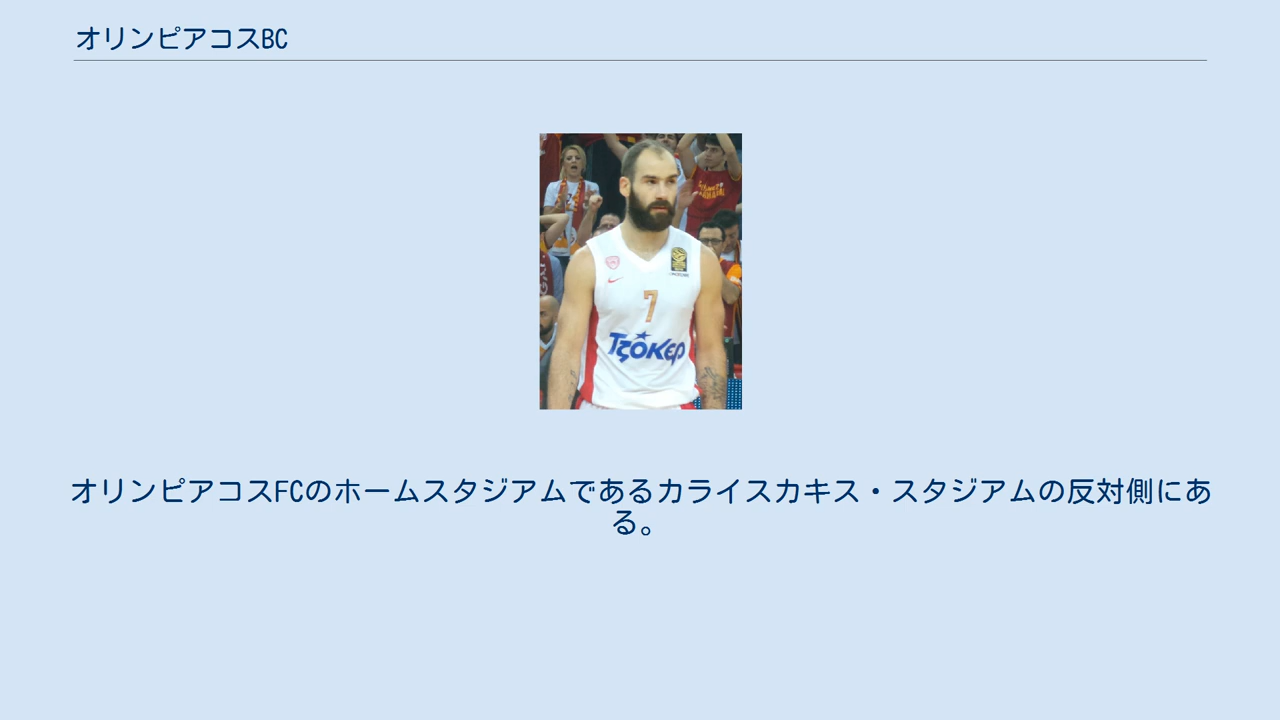 オリンピアコスBC
7
Τζόκερ
オリンピアコスFCのホームスタジアムであるカライスカキス・スタジアムの反対側にあ
る。